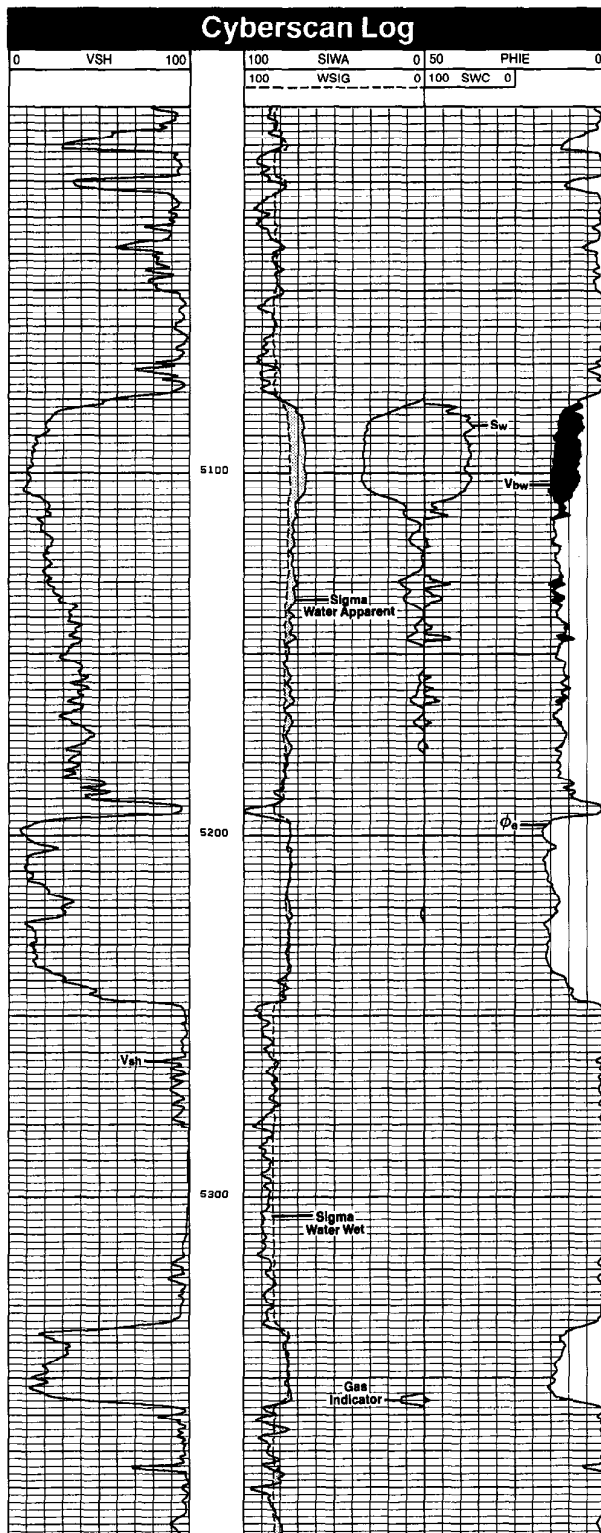 Cyberscan Log
0 VSH 100
100 SIWA 0
50 PHIE 0
100 WSIG 0
100 SWC 0
Sw
5100
Vbw
Sigma
Water Apparent
5200
ϕe
Vsh
5300
Sigma
Water Wet
Gas
Indicator